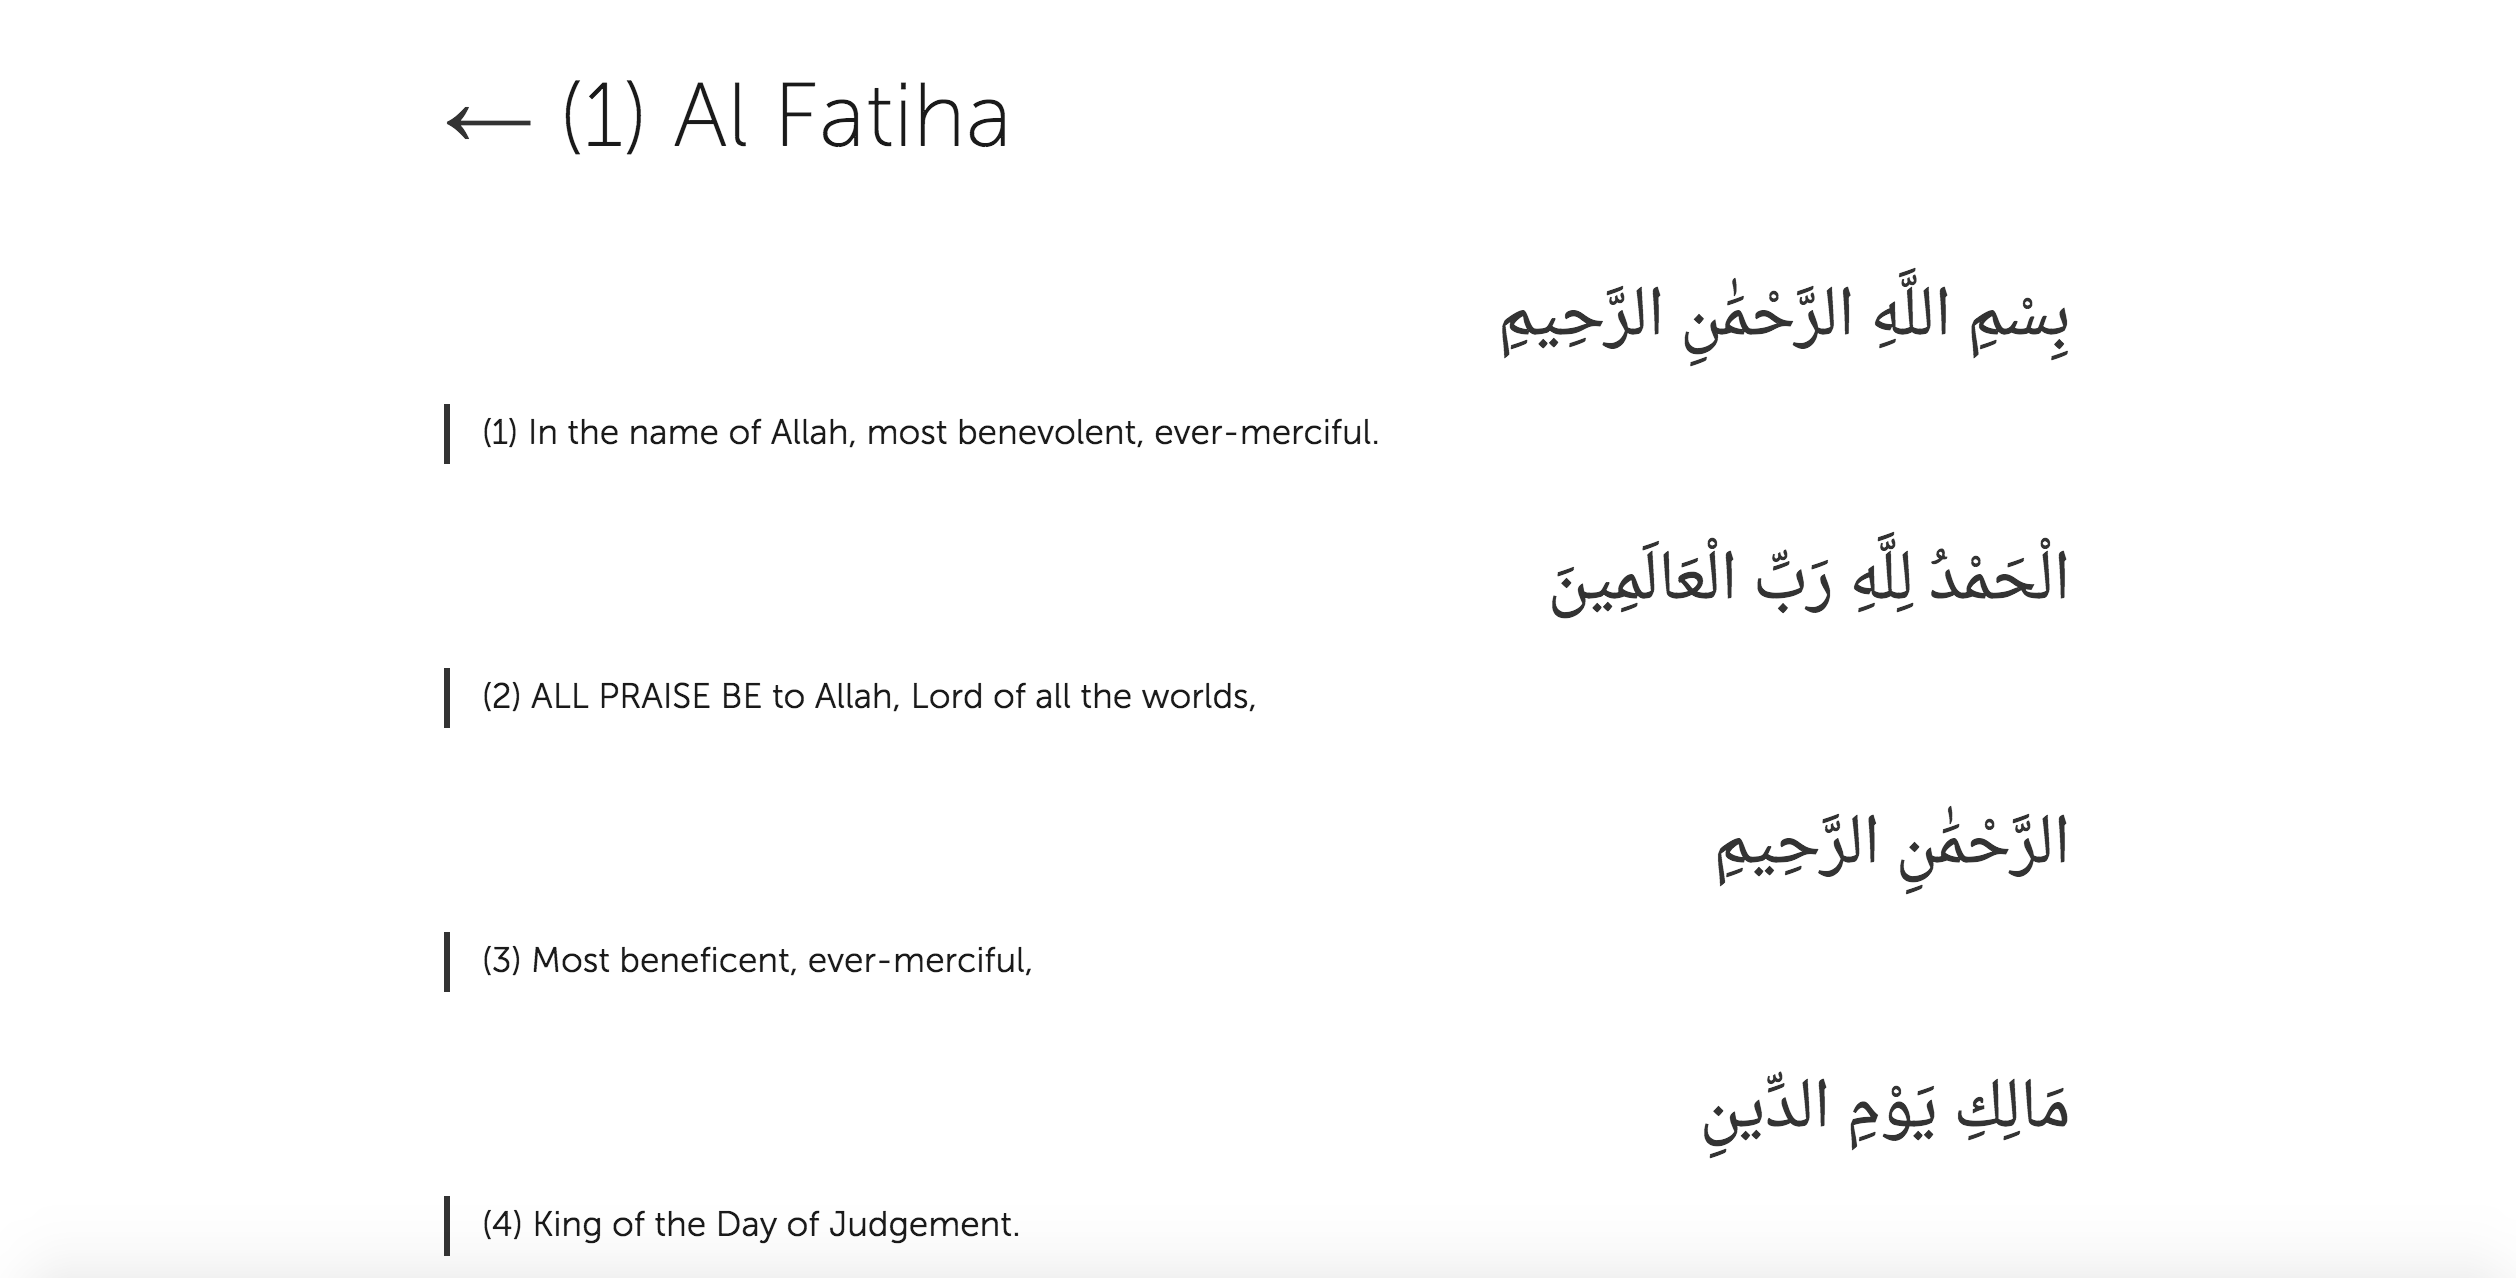 ← (1) Al Fatiha
بِسْمِ اللَّهِ الرَّحْمَٰنِ الرَّحِيمِ
(1) In the name of Allah, most benevolent, ever-merciful.
الْحَمْدُ لِلَّهِ رَبِّ الْعَالَمِينَ
(2) ALL PRAISE BE to Allah, Lord of all the worlds,
الرَّحْمَٰنِ الرَّحِيمِ
(3) Most beneficent, ever-merciful,
مَالِكِ يَوْمِ الدِّينِ
(4) King of the Day of Judgement.